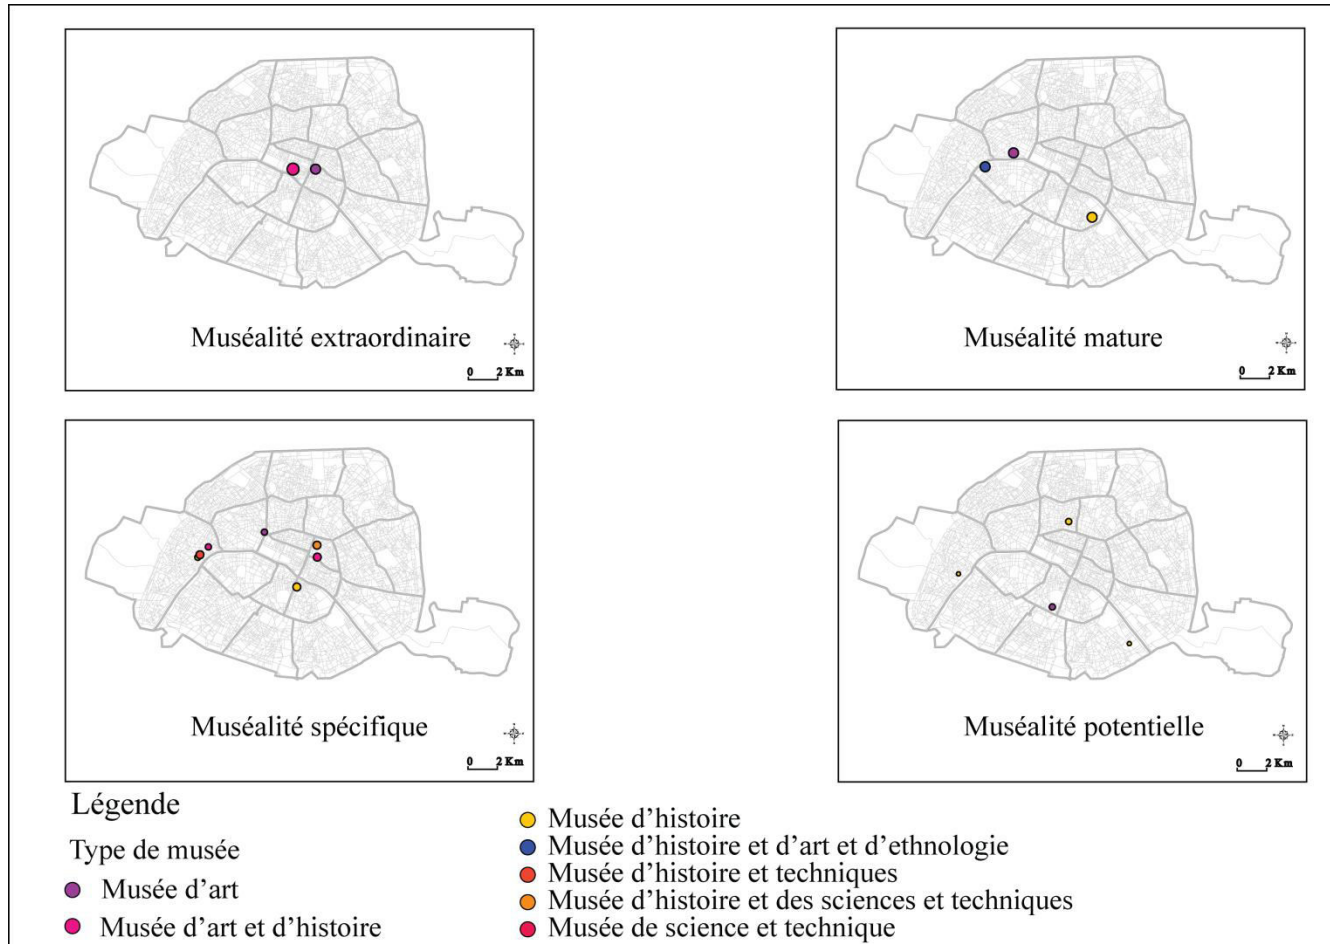 Muséalité extraordinaire
0 2 Km
Muséalité mature
0 2 Km
Muséalité spécifique
0 2 Km
Muséalité potentielle
0 2 Km
Légende
Type de musée
Musée d'art
Musée d'art et d'histoire
Musée d'histoire
Musée d'histoire et d'art et d'ethnologie
Musée d'histoire et techniques
Musée d'histoire et des sciences et techniques
Musée de science et technique